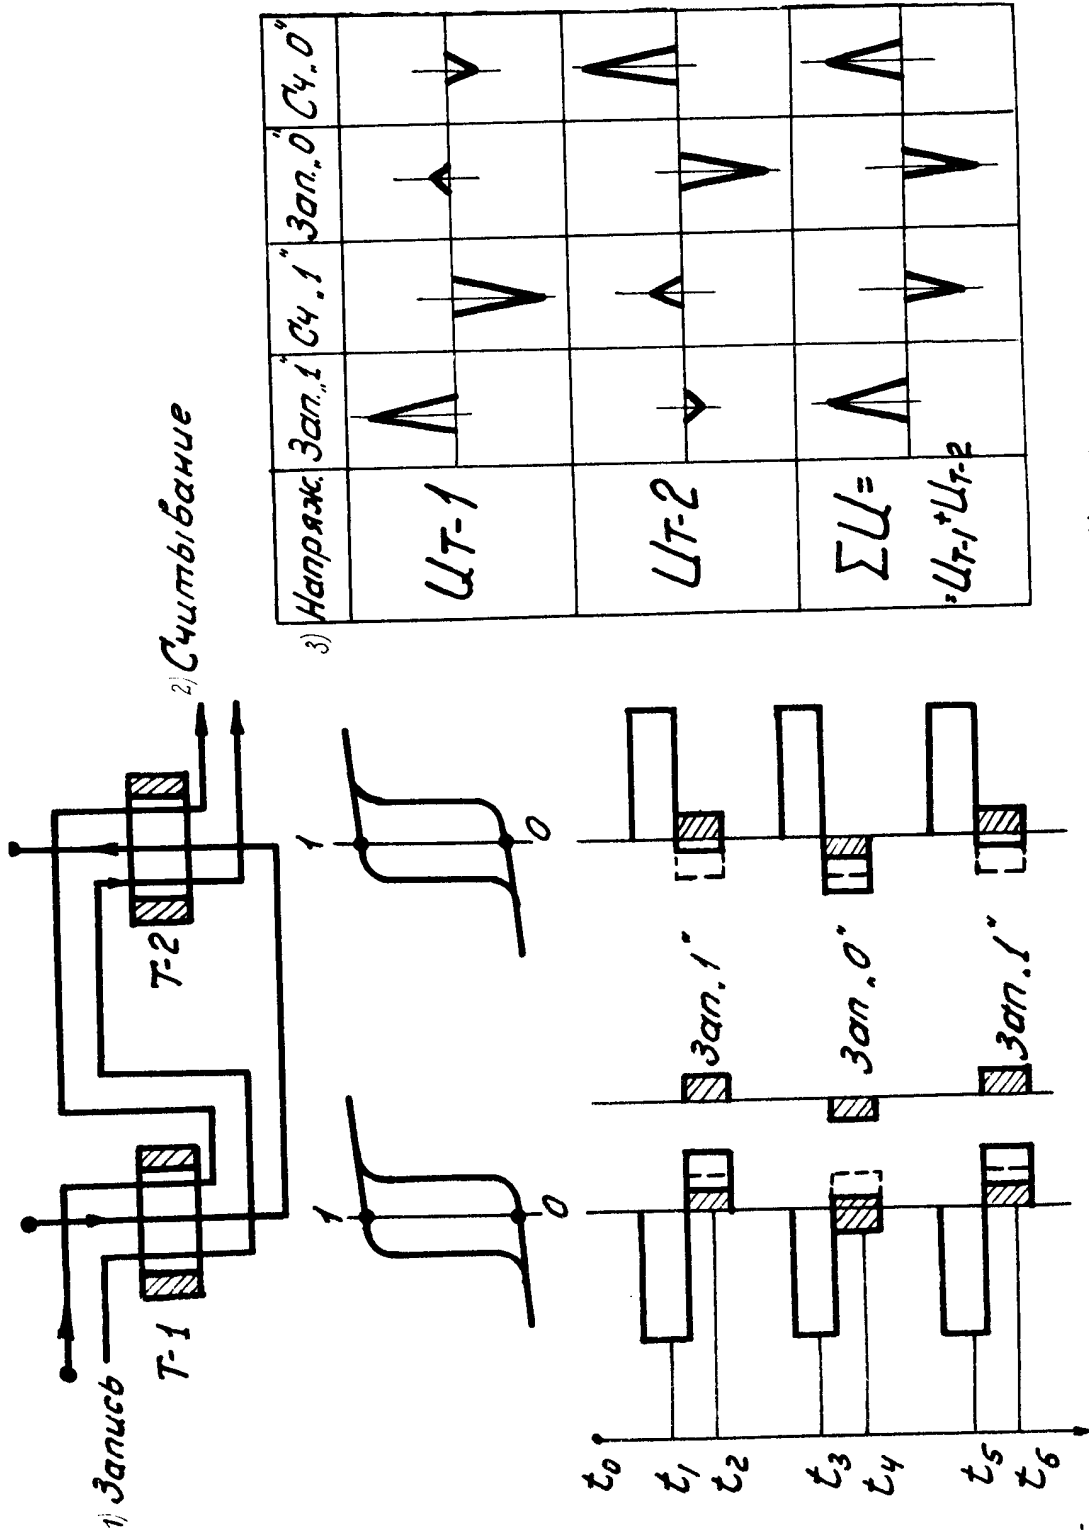 1) Запись
2) Считывание
Т-1
Т-2
1
0
1
0
t₀
t₁
t₂
t₃
t₄
t₅
t₆
Зап. „1"
Зап. „0"
Зап. „1"
3) Напряж. Зап. „1" Сч. „1" Зап. „0" Сч. „0"
Uт-1
Uт-2
ΣU=
=Uт-1+Uт-2